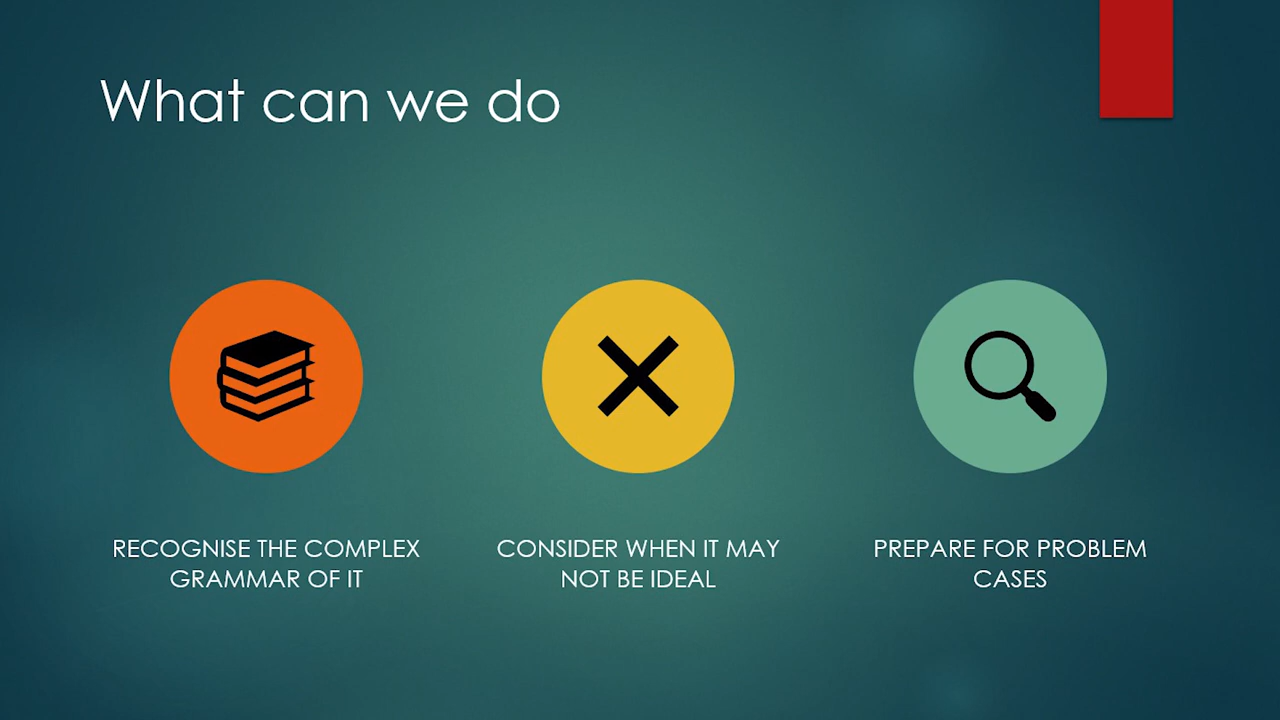 What can we do
RECOGNISE THE COMPLEX
GRAMMAR OF IT
CONSIDER WHEN IT MAY
NOT BE IDEAL
PREPARE FOR PROBLEM
CASES